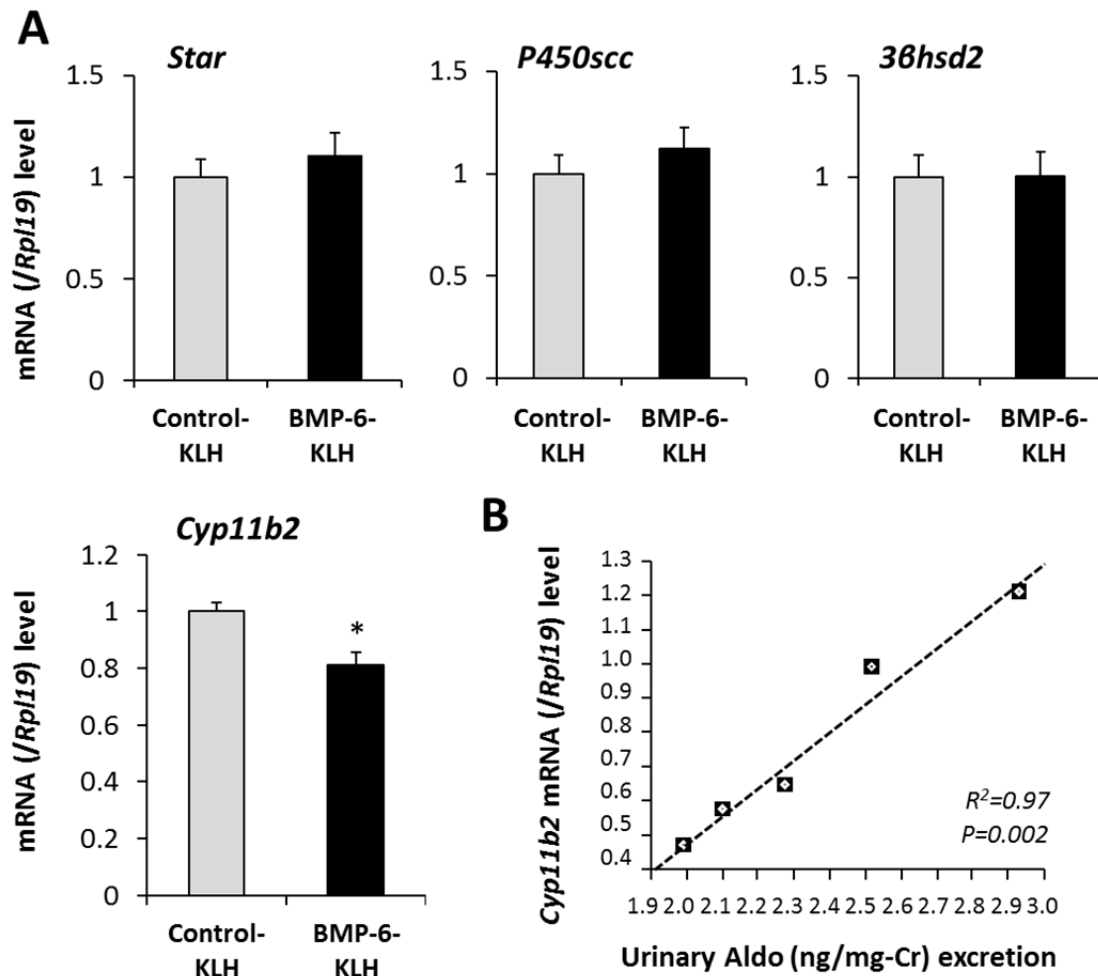 A
Star
P450scc
3βhsd2
mRNA (/Rpl19) level
1.5
1
0.5
0
Control-
KLH
BMP-6-
KLH
1.5
1
0.5
0
Control-
KLH
BMP-6-
KLH
1.5
1
0.5
0
Control-
KLH
BMP-6-
KLH
Cyp11b2
mRNA (/Rpl19) level
1.2
1
0.8
0.6
0.4
0.2
0
*
Control-
KLH
BMP-6-
KLH
B
Cyp11b2 mRNA (/Rpl19) level
1.3
1.2
1.1
1.0
0.9
0.8
0.7
0.6
0.5
0.4
R²=0.97
P=0.002
1.9 2.0 2.1 2.2 2.3 2.4 2.5 2.6 2.7 2.8 2.9 3.0
Urinary Aldo (ng/mg-Cr) excretion